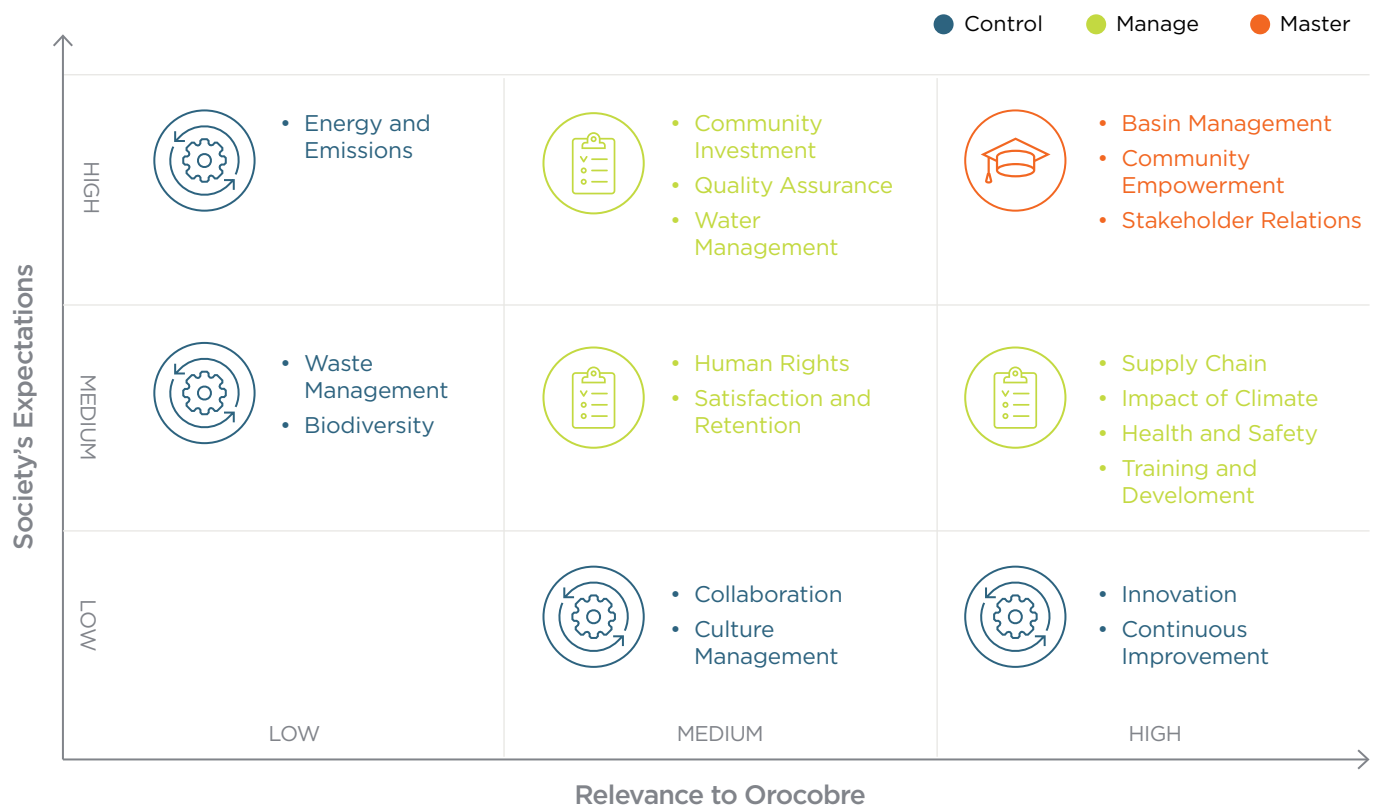 Control
Manage
Master
Society's Expectations
HIGH
• Energy and
Emissions
• Community
Investment
• Quality Assurance
• Water
Management
• Basin Management
• Community
Empowerment
• Stakeholder Relations
MEDIUM
• Waste
Management
• Biodiversity
• Human Rights
• Satisfaction and
Retention
• Supply Chain
• Impact of Climate
• Health and Safety
• Training and
Develoment
LOW
• Collaboration
• Culture
Management
• Innovation
• Continuous
Improvement
LOW
MEDIUM
HIGH
Relevance to Orocobre